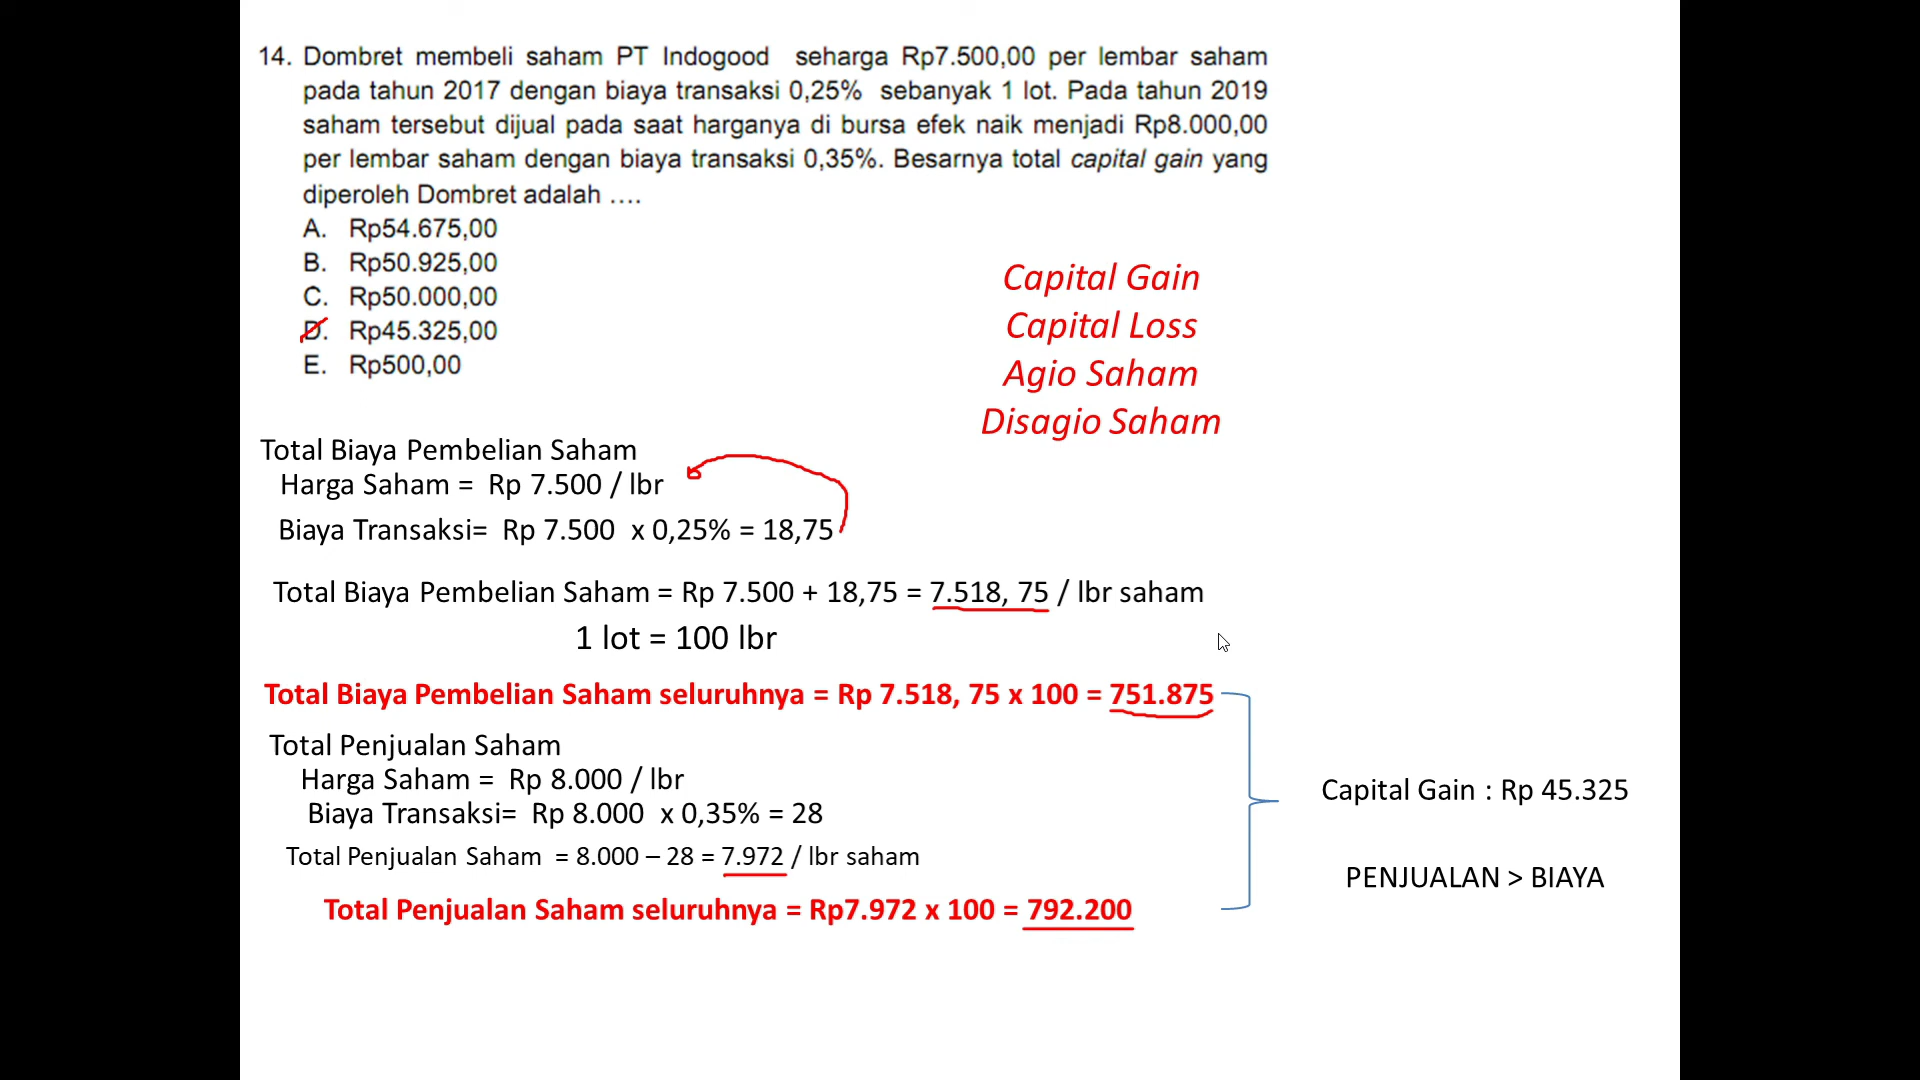 14. Dombret membeli saham PT Indogood seharga Rp7.500,00 per lembar saham
pada tahun 2017 dengan biaya transaksi 0,25% sebanyak 1 lot. Pada tahun 2019
saham tersebut dijual pada saat harganya di bursa efek naik menjadi Rp8.000,00
per lembar saham dengan biaya transaksi 0,35%. Besarnya total capital gain yang
diperoleh Dombret adalah ....
A. Rp54.675,00
B. Rp50.925,00
C. Rp50.000,00
D. Rp45.325,00
E. Rp500,00
Capital Gain
Capital Loss
Agio Saham
Disagio Saham
Total Biaya Pembelian Saham
Harga Saham = Rp 7.500 / lbr
Biaya Transaksi= Rp 7.500 x 0,25% = 18,75
Total Biaya Pembelian Saham = Rp 7.500 + 18,75 = 7.518, 75 / lbr saham
1 lot = 100 lbr
Total Biaya Pembelian Saham seluruhnya = Rp 7.518, 75 x 100 = 751.875
Total Penjualan Saham
Harga Saham = Rp 8.000 / lbr
Biaya Transaksi= Rp 8.000 x 0,35% = 28
Total Penjualan Saham = 8.000 – 28 = 7.972 / lbr saham
Total Penjualan Saham seluruhnya = Rp7.972 x 100 = 792.200
Capital Gain : Rp 45.325
PENJUALAN > BIAYA